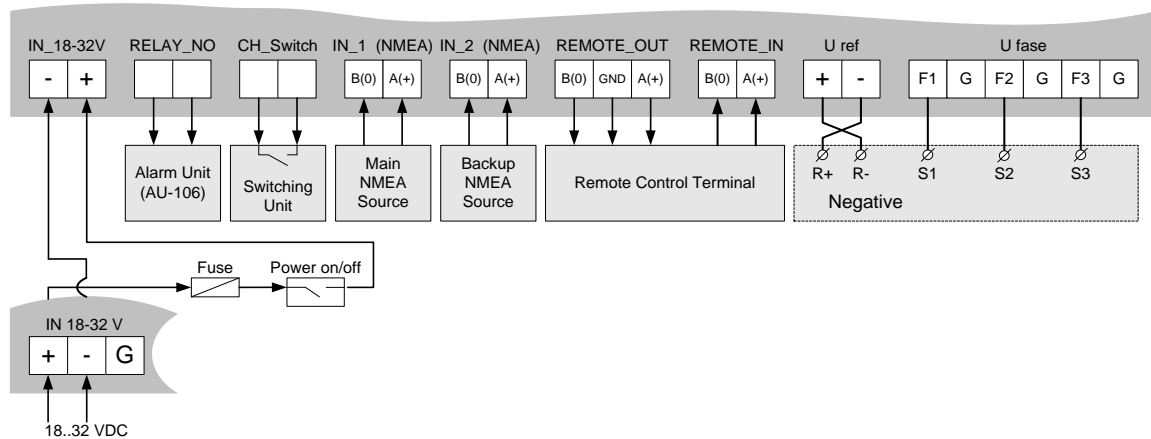 IN_18-32V RELAY_NO CH_Switch IN_1 (NMEA) IN_2 (NMEA) REMOTE_OUT REMOTE_IN U ref U fase
- + B(0) A(+) B(0) A(+) B(0) GND A(+) B(0) A(+) + - F1 G F2 G F3 G
Alarm Unit
(AU-106)
Switching
Unit
Main
NMEA
Source
Backup
NMEA
Source
Remote Control Terminal
R+ R- S1 S2 S3
Negative
Fuse Power on/off
IN 18-32 V
+ - G
18..32 VDC